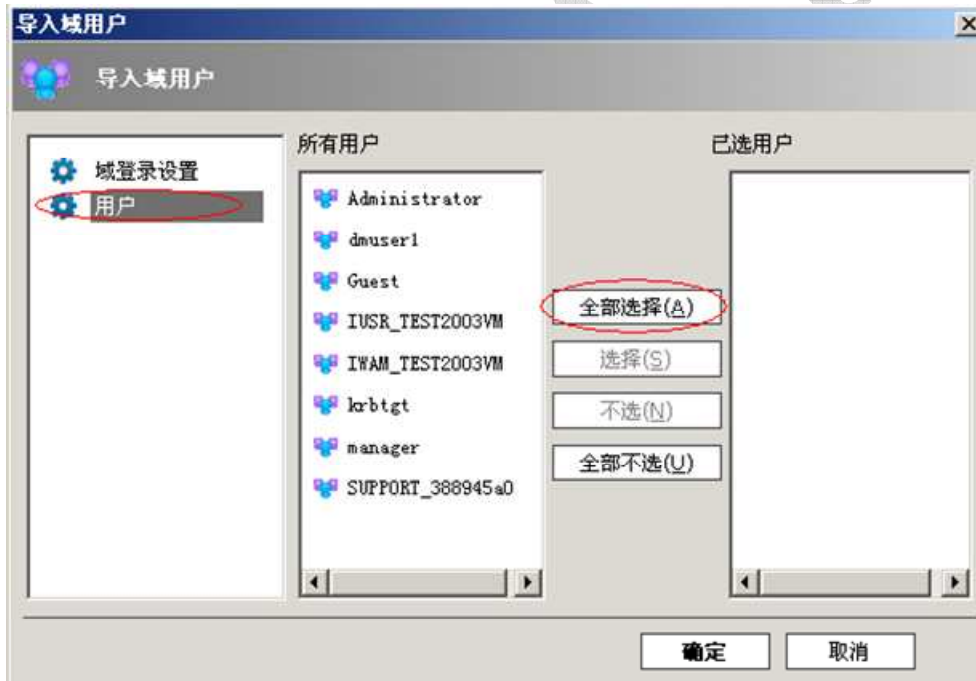 导入域用户
导入域用户
域登录设置
用户
所有用户
Administrator
dmuser1
Guest
IUSR_TEST2003VM
IWAM_TEST2003VM
krbtgt
manager
SUPPORT_388945a0
全部选择(A)
选择(S)
不选(N)
全部不选(U)
已选用户
确定
取消